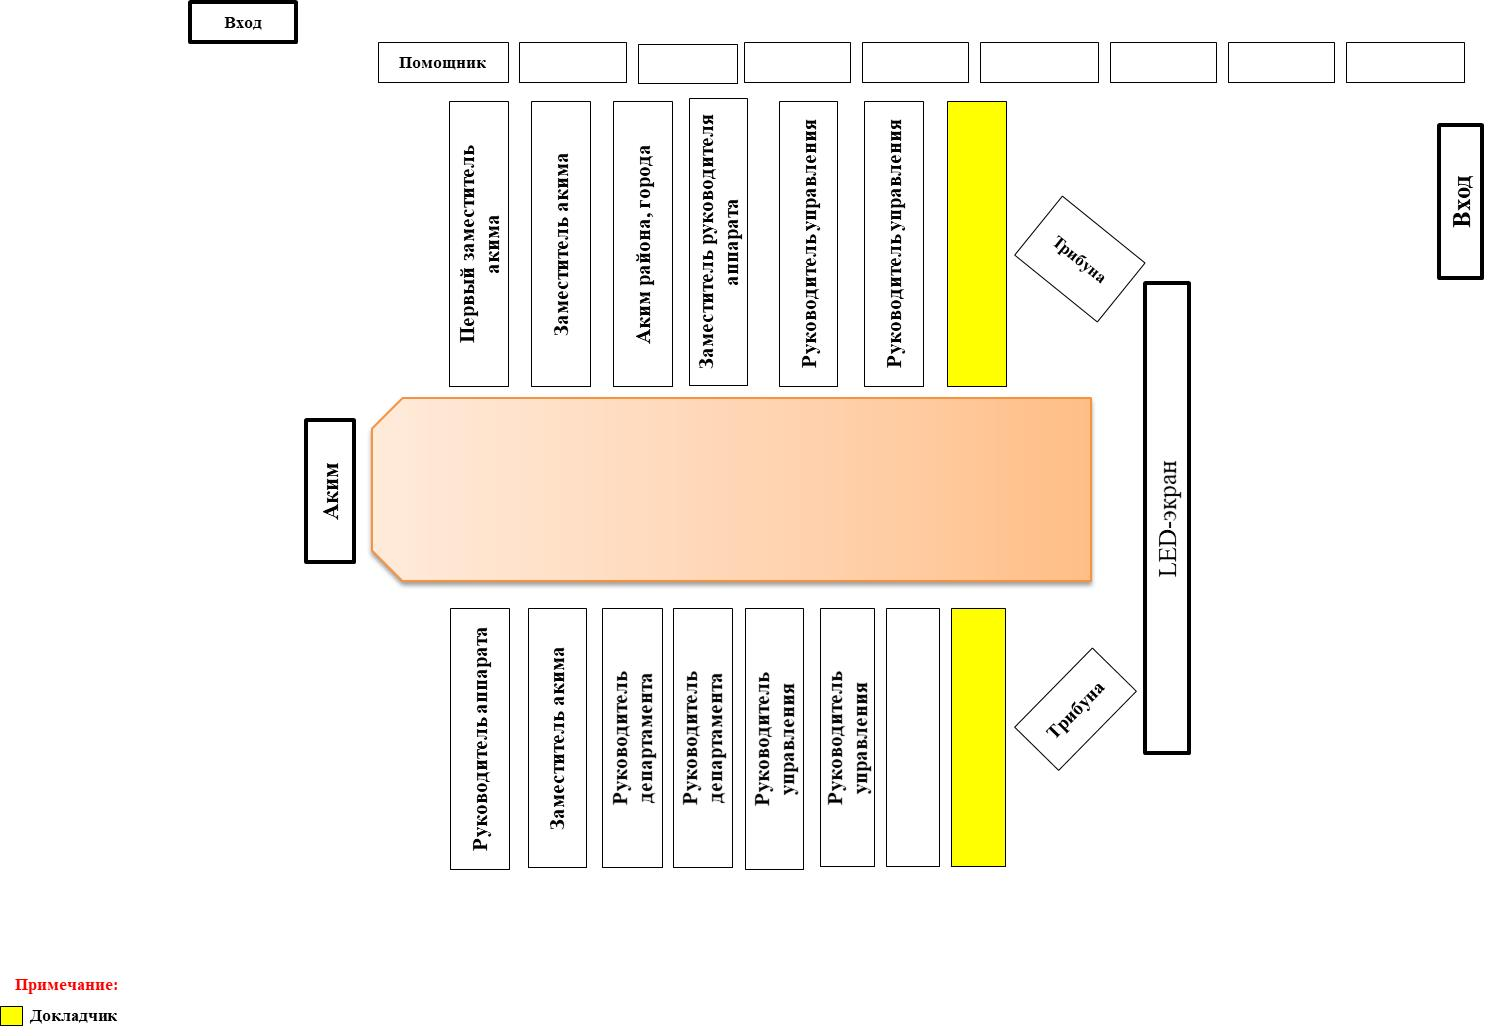 Вход
Помощник
Первый заместитель
акима
Заместитель акима
Аким района, города
Заместитель руководителя
аппарата
Руководитель управления
Руководитель управления
Трибуна
Вход
Аким
LED-экран
Руководитель аппарата
Заместитель акима
Руководитель
департамента
Руководитель
департамента
Руководитель
управления
Руководитель
управления
Трибуна
Примечание:
Докладчик